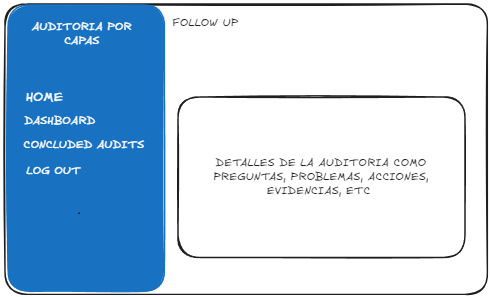 AUDITORIA POR
CAPAS
FOLLOW UP
HOME
DASHBOARD
CONCLUDED AUDITS
LOG OUT
DETALLES DE LA AUDITORIA COMO
PREGUNTAS, PROBLEMAS, ACCIONES,
EVIDENCIAS, ETC